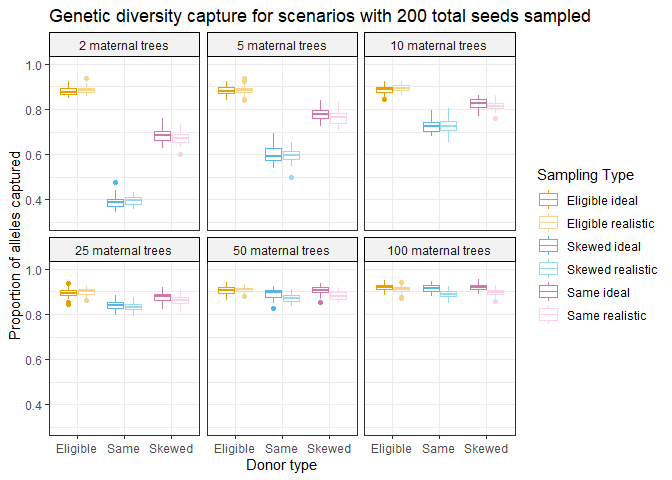 Genetic diversity capture for scenarios with 200 total seeds sampled
2 maternal trees
5 maternal trees
10 maternal trees
1.0
0.8
0.6
0.4
25 maternal trees
50 maternal trees
100 maternal trees
1.0
0.8
0.6
0.4
Proportion of alleles captured
Eligible Same Skewed
Eligible Same Skewed
Eligible Same Skewed
Donor type
Sampling Type
Eligible ideal
Eligible realistic
Skewed ideal
Skewed realistic
Same ideal
Same realistic